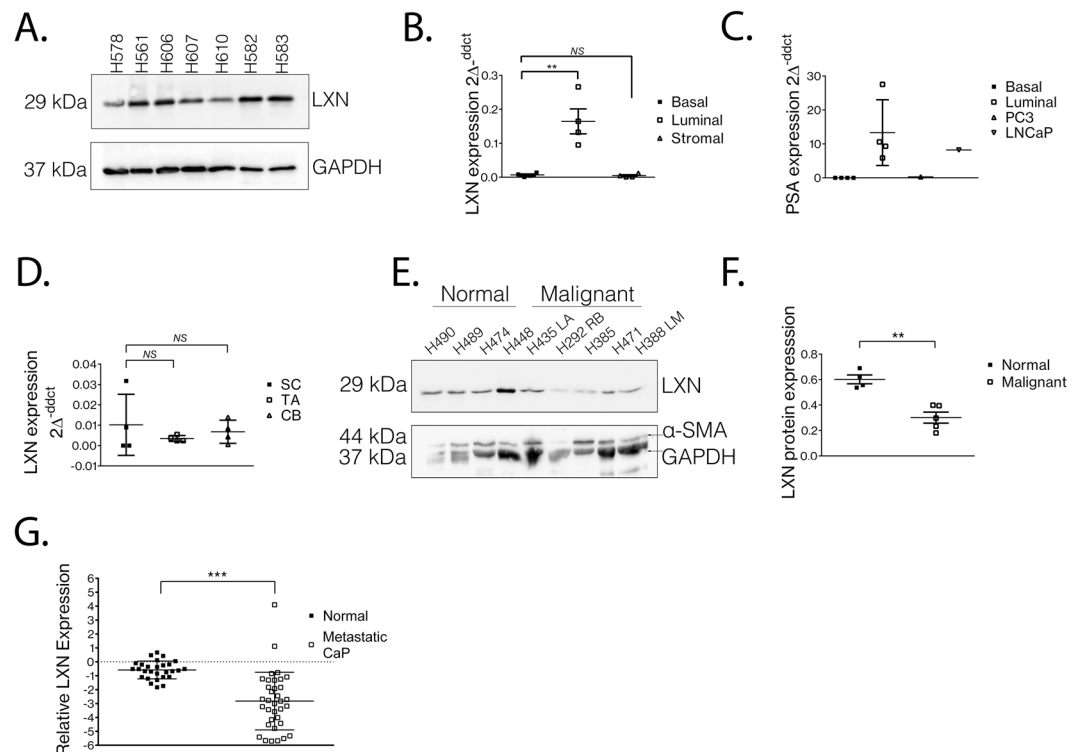 A.
H578 H561 H606 H607 H610 H582 H583
29 kDa LXN
37 kDa GAPDH
B.
LXN expression 2Δ-ddct
NS
**
0.3
0.2
0.1
0.0
Basal
Luminal
Stromal
C.
PSA expression 2Δ-ddct
30
20
10
0
Basal
Luminal
PC3
LNCaP
D.
LXN expression
2Δ-ddct
NS
NS
0.04
0.03
0.02
0.01
0.00
-0.01
SC
TA
CB
E.
Normal Malignant
H490 H489 H474 H448 H435 LA H292 RB H385 H471 H388 LM
29 kDa LXN
44 kDa α-SMA
37 kDa GAPDH
F.
LXN protein expresssion
**
0.8
0.6
0.4
0.2
0.0
Normal
Malignant
G.
Relative LXN Expression
***
6
5
4
3
2
1
0
-1
-2
-3
-4
-5
-6
Normal
Metastatic
CaP